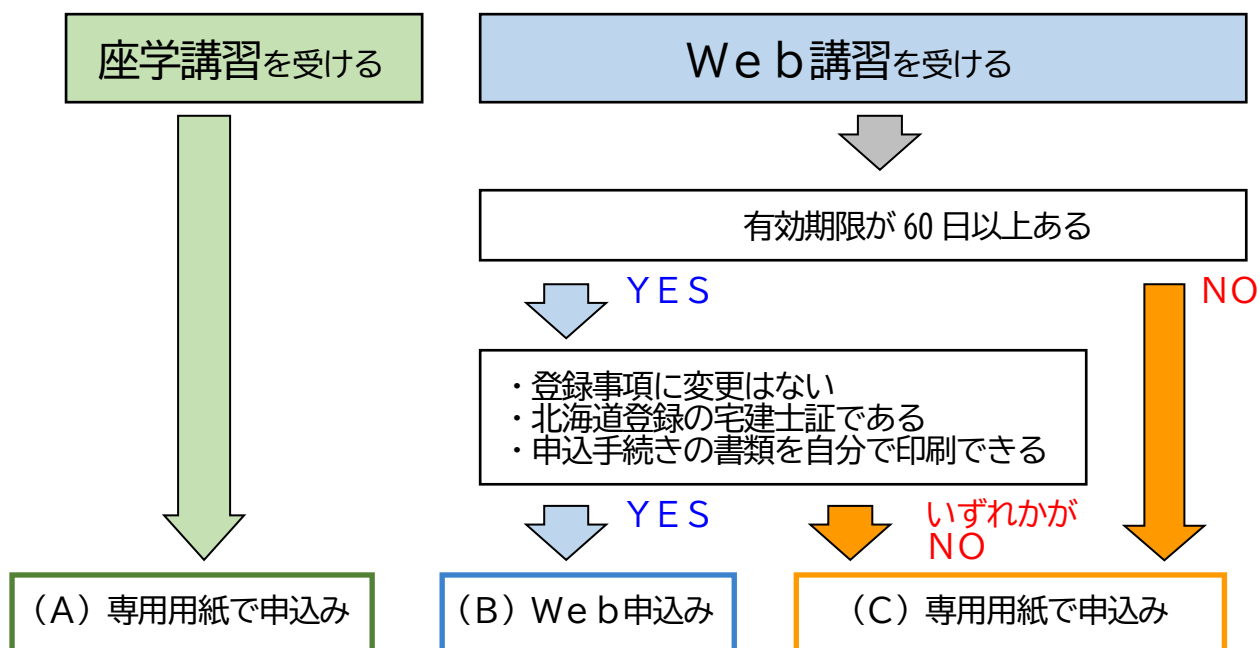 座学講習を受ける
Ｗｅｂ講習を受ける
有効期限が 60 日以上ある
ＹＥＳ
ＮＯ
・登録事項に変更はない
・北海道登録の宅建士証である
・申込手続きの書類を自分で印刷できる
ＹＥＳ
いずれかが
ＮＯ
（Ａ）専用用紙で申込み
（Ｂ）Ｗｅｂ申込み
（Ｃ）専用用紙で申込み